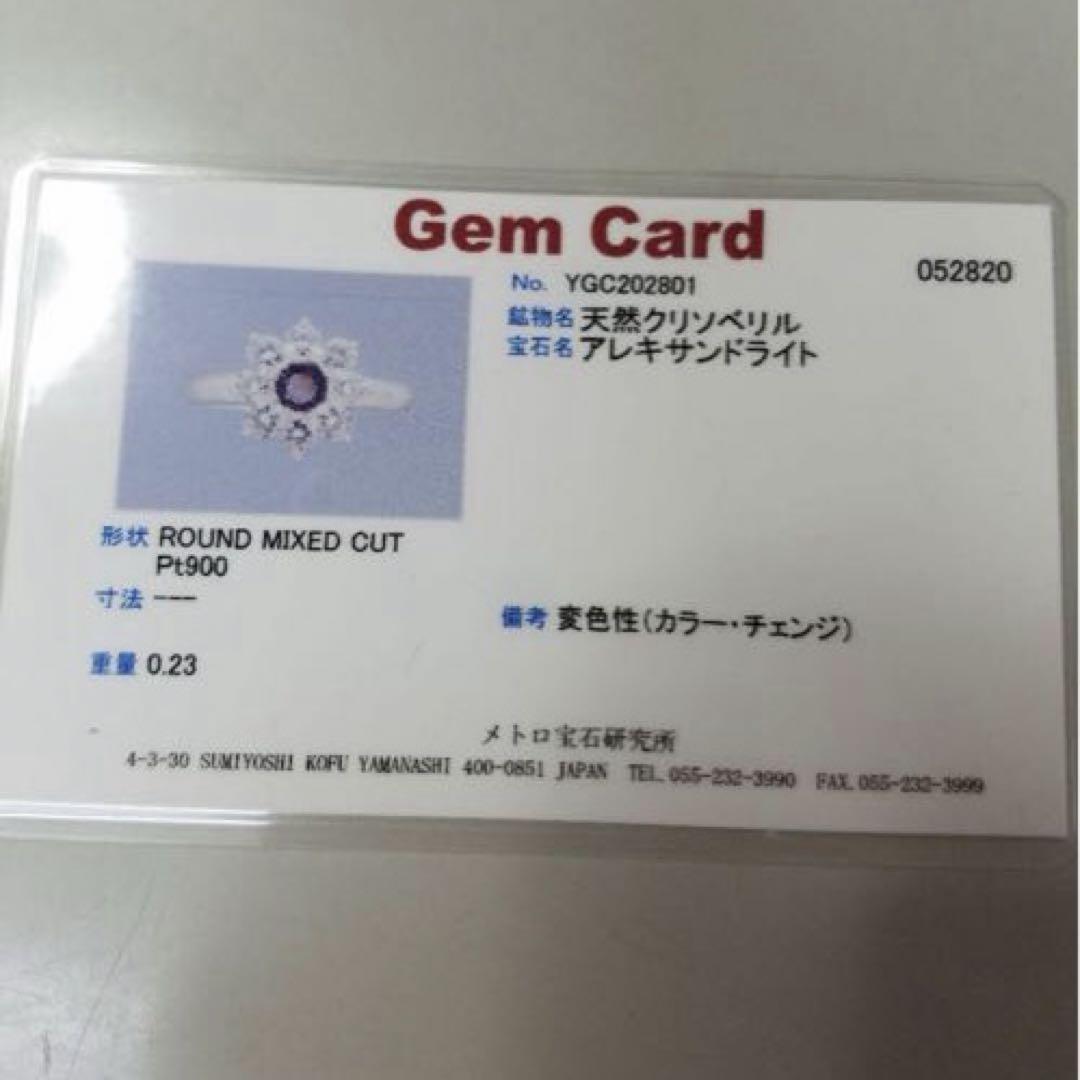 Gem Card
052820
No. YGC202801
鉱物名 天然クリソベリル
宝石名 アレキサンドライト
形状 ROUND MIXED CUT
Pt900
寸法 ---
備考 変色性(カラー・チェンジ)
重量 0.23
メトロ宝石研究所
4-3-30 SUMIYOSHI KOFU YAMANASHI 400-0851 JAPAN TEL.055-232-3990 FAX.055-232-3999